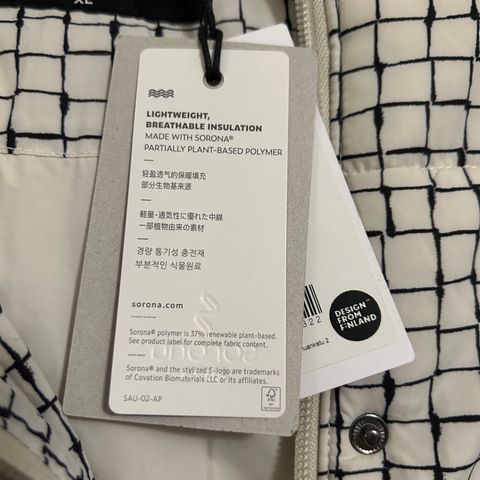 XL
LIGHTWEIGHT,
BREATHABLE INSULATION
MADE WITH SORONA®
PARTIALLY PLANT-BASED POLYMER
轻盈透气的保暖填充
部分生物基来源
軽量・通気性に優れた中綿
一部植物由来の素材
경량 통기성 충전재
부분적인 식물원료
sorona.com
Sorona® polymer is 37% renewable plant-based.
See product label for complete fabric content.
sorona
Sorona® and the stylized S-logo are trademarks
of Covation Biomaterials LLC or its affiliates.
SAU-02-AP
FSC
DESIGN
FROM
FINLAND
322